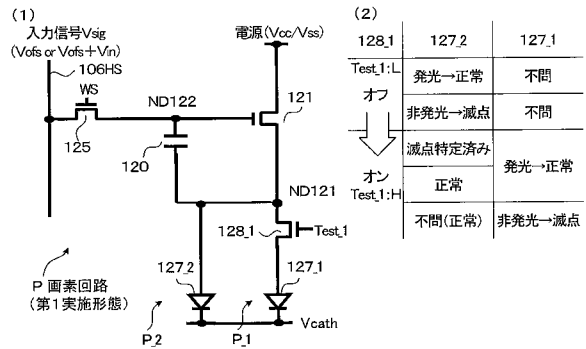 (1)
入力信号Vsig
(Vofs or Vofs+Vin)
106HS
WS
125
ND122
120
電源(Vcc/Vss)
121
ND121
128_1
Test_1
127_2
127_1
P_2
P_1
Vcath
P 画素回路
(第1実施形態)
(2)
128_1 127_2 127_1
Test_1:L
オフ
発光→正常 不問
非発光→滅点 不問
オン
Test_1:H
滅点特定済み
正常
発光→正常
不問(正常) 非発光→滅点